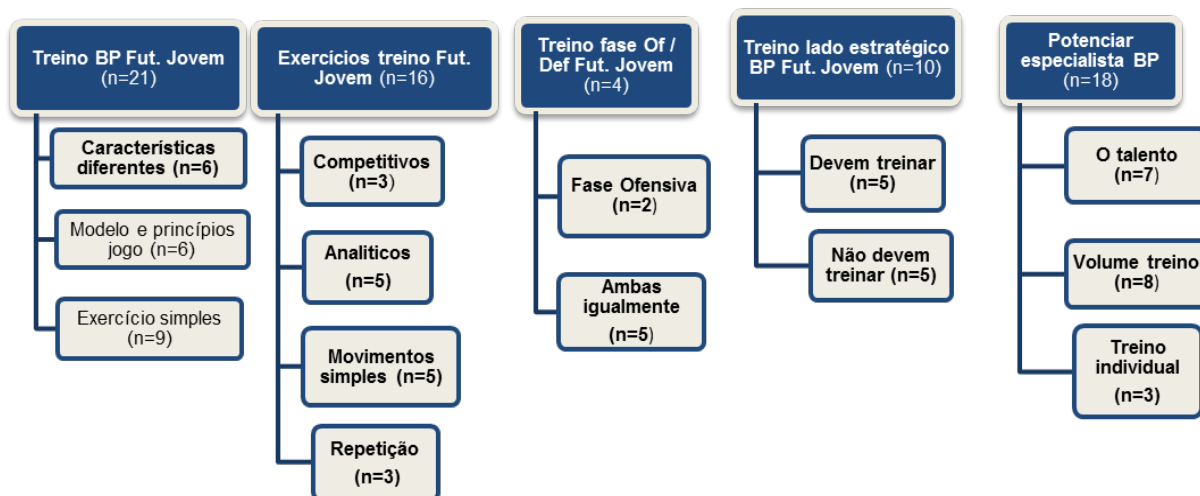 Treino BP Fut. Jovem
(n=21)
Características
diferentes (n=6)
Modelo e princípios
jogo (n=6)
Exercício simples
(n=9)
Exercícios treino Fut.
Jovem (n=16)
Competitivos
(n=3)
Analiticos
(n=5)
Movimentos
simples (n=5)
Repetição
(n=3)
Treino fase Of /
Def Fut. Jovem
(n=4)
Fase Ofensiva
(n=2)
Ambas
igualmente
(n=5)
Treino lado estratégico
BP Fut. Jovem (n=10)
Devem treinar
(n=5)
Não devem
treinar (n=5)
Potenciar
especialista BP
(n=18)
O talento
(n=7)
Volume treino
(n=8)
Treino
individual
(n=3)